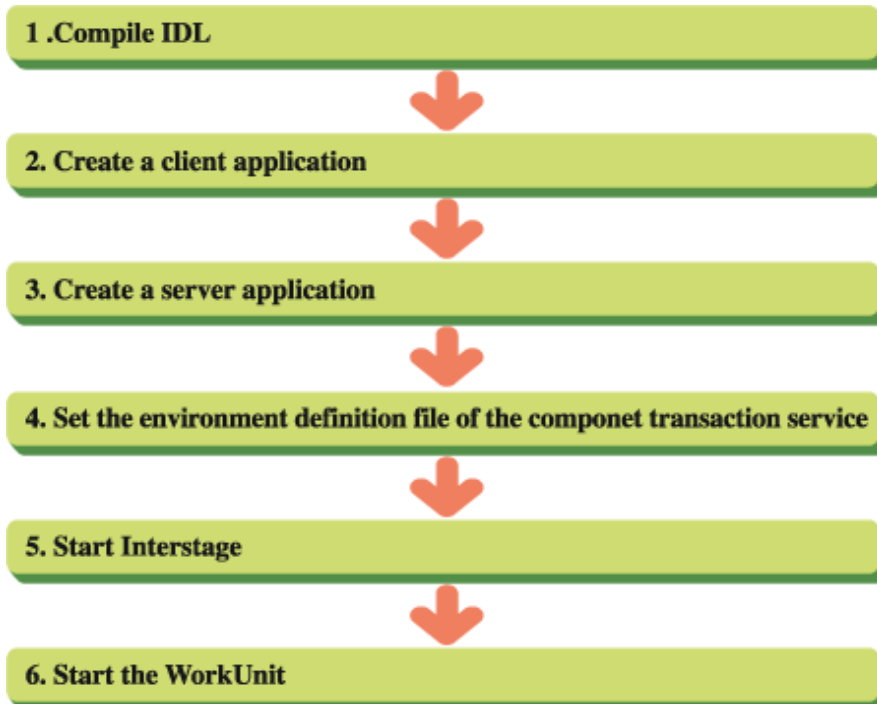 1 .Compile IDL
2. Create a client application
3. Create a server application
4. Set the environment definition file of the componet transaction service
5. Start Interstage
6. Start the WorkUnit